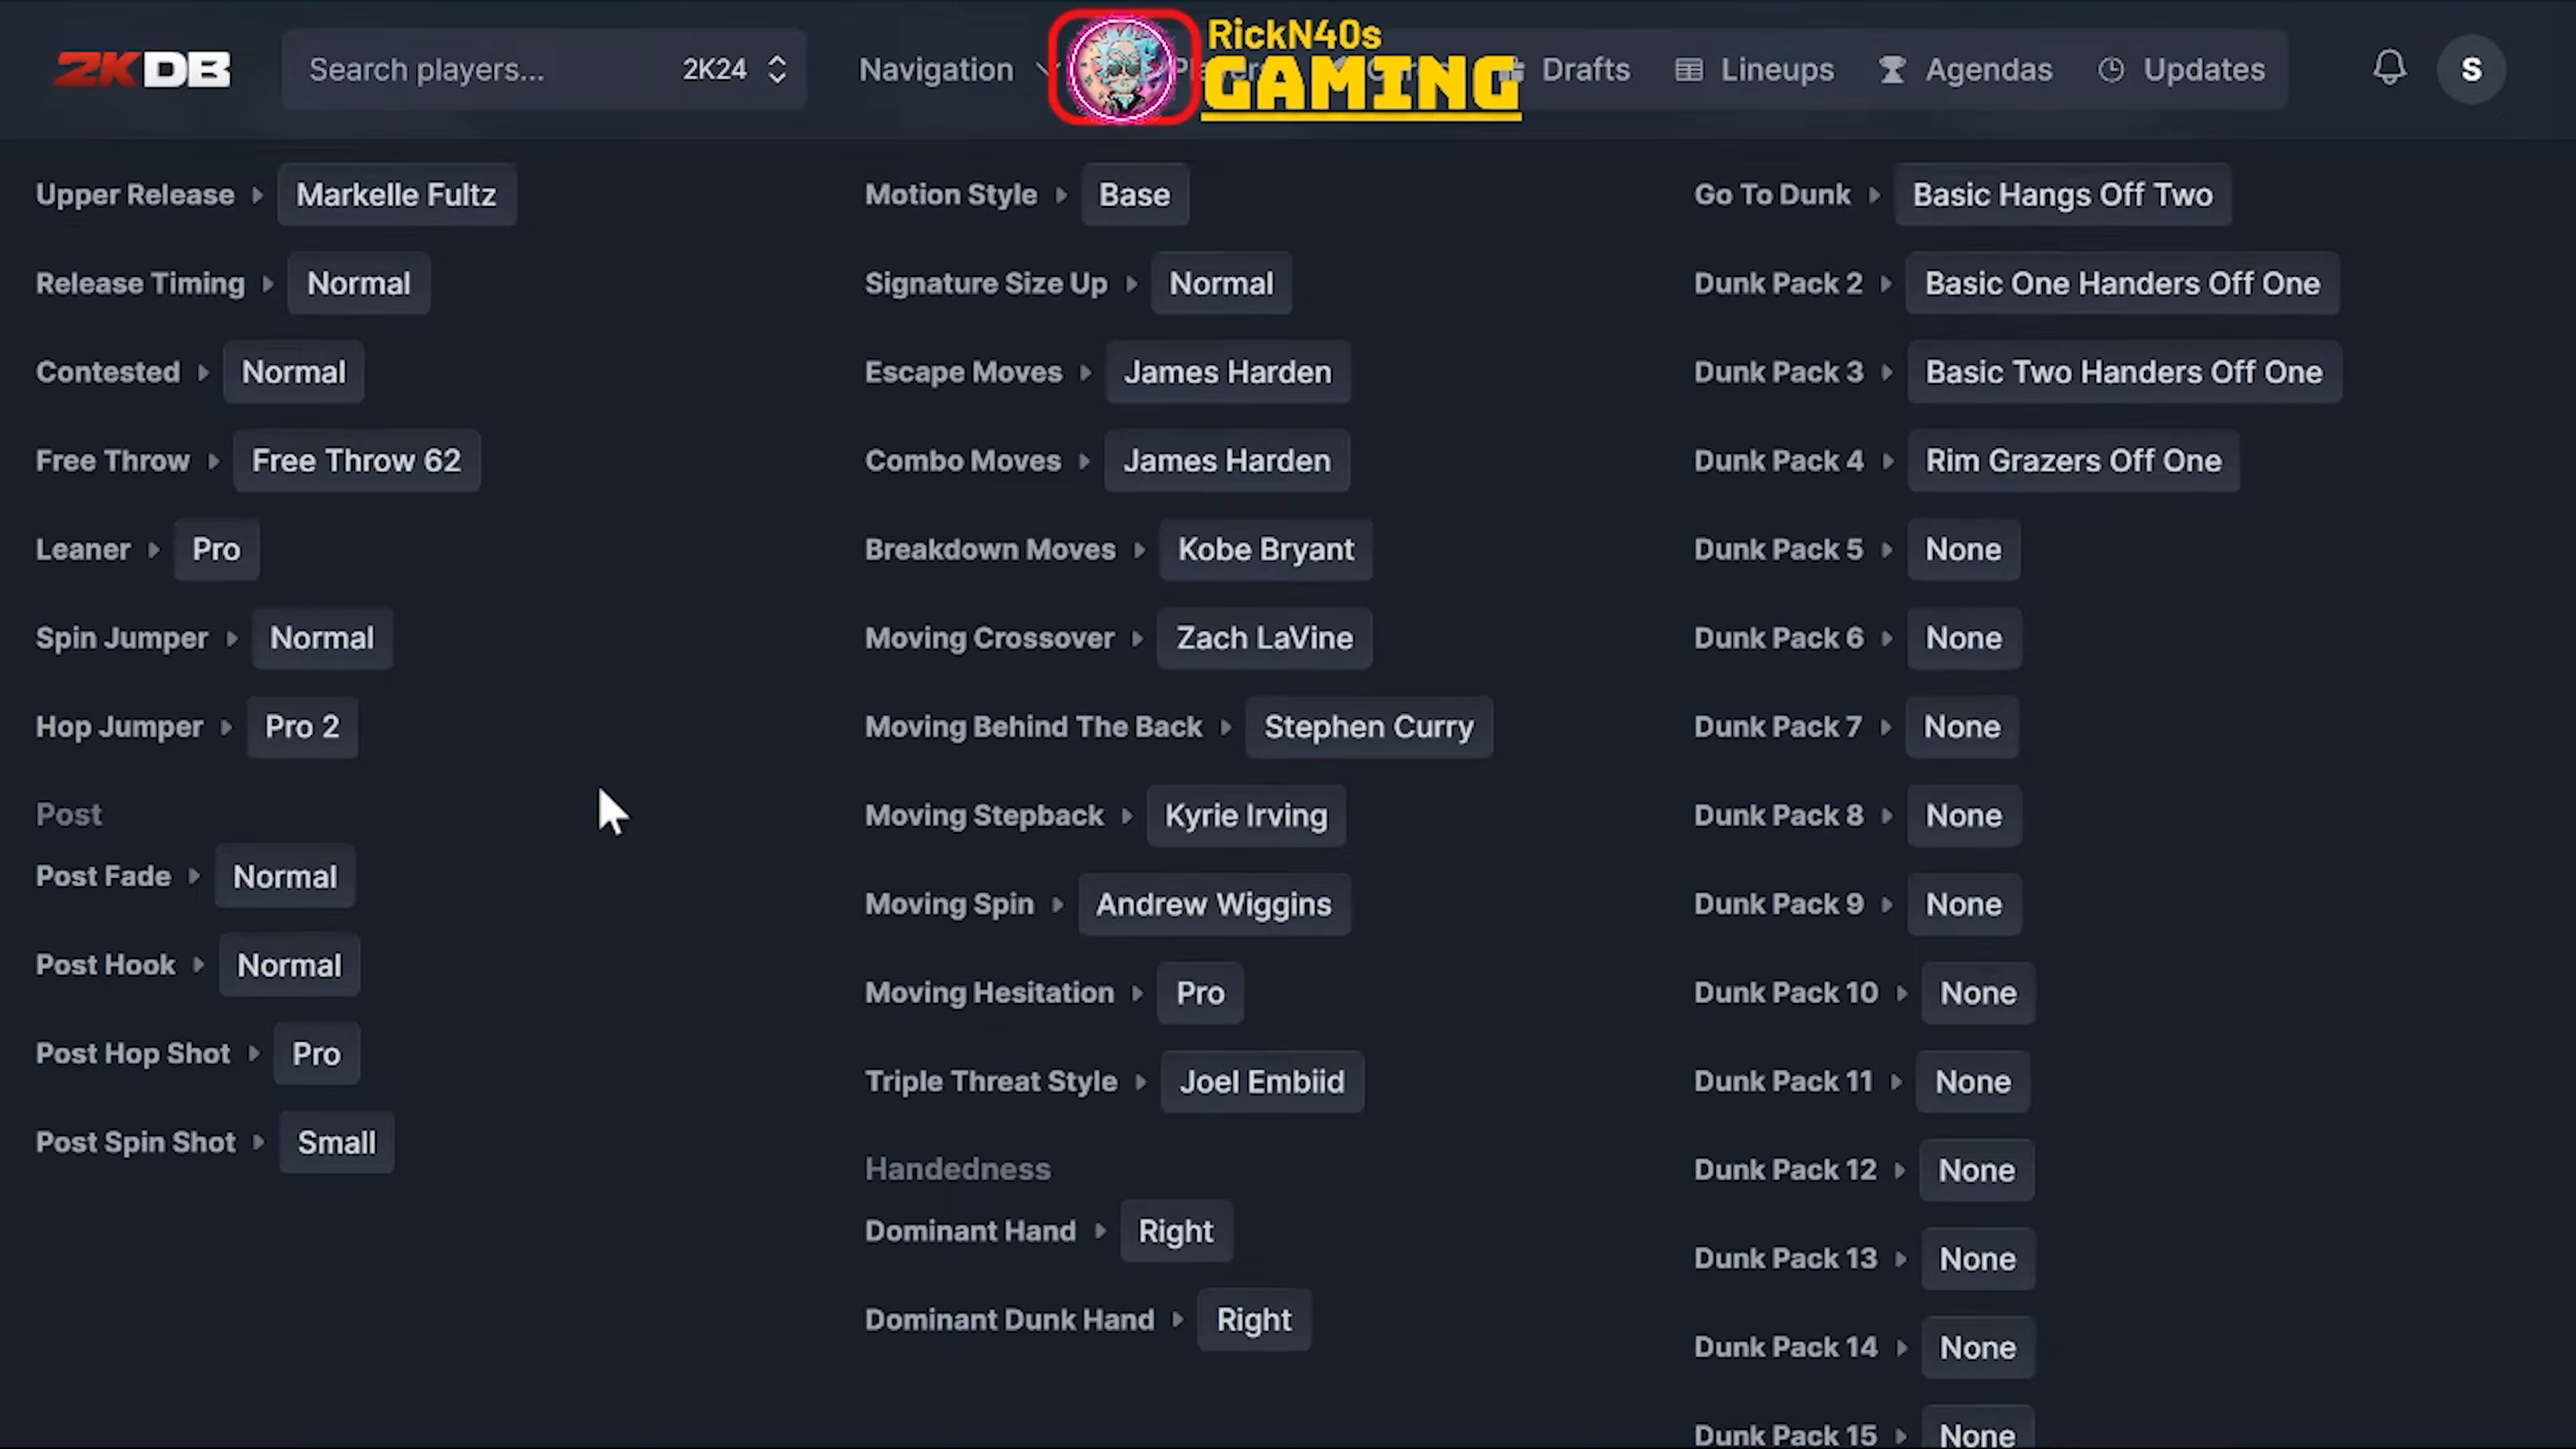 2KDB
Search players...
2K24
Navigation
RickN40s
GAMING
Drafts
Lineups
Agendas
Updates
S
Upper Release Markelle Fultz
Release Timing Normal
Contested Normal
Free Throw Free Throw 62
Leaner Pro
Spin Jumper Normal
Hop Jumper Pro 2
Post
Post Fade Normal
Post Hook Normal
Post Hop Shot Pro
Post Spin Shot Small
Motion Style Base
Signature Size Up Normal
Escape Moves James Harden
Combo Moves James Harden
Breakdown Moves Kobe Bryant
Moving Crossover Zach LaVine
Moving Behind The Back Stephen Curry
Moving Stepback Kyrie Irving
Moving Spin Andrew Wiggins
Moving Hesitation Pro
Triple Threat Style Joel Embiid
Handedness
Dominant Hand Right
Dominant Dunk Hand Right
Go To Dunk Basic Hangs Off Two
Dunk Pack 2 Basic One Handers Off One
Dunk Pack 3 Basic Two Handers Off One
Dunk Pack 4 Rim Grazers Off One
Dunk Pack 5 None
Dunk Pack 6 None
Dunk Pack 7 None
Dunk Pack 8 None
Dunk Pack 9 None
Dunk Pack 10 None
Dunk Pack 11 None
Dunk Pack 12 None
Dunk Pack 13 None
Dunk Pack 14 None
Dunk Pack 15 None